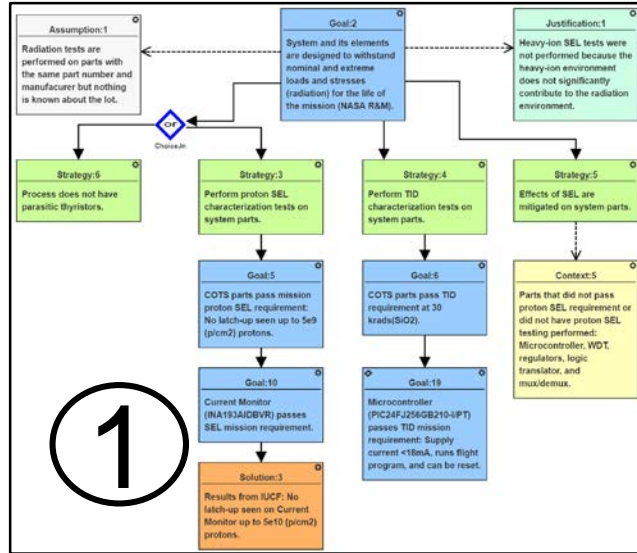 Assumption:1
Radiation tests are
performed on parts with
the same part number and
manufacurer but nothing
is known about the lot.
Goal:2
System and its elements
are designed to withstand
nominal and extreme
loads and stresses
(radiation) for the life of
the mission (NASA R&M).
Justification:1
Heavy-ion SEL tests were
not performed because the
heavy-ion environment
does not significantly
contribute to the radiation
environment.
or
ChoiceJn
Strategy:6
Process does not have
parasitic thyristors.
Strategy:3
Perform proton SEL
characterization tests on
system parts.
Strategy:4
Perform TID
characterization tests on
system parts.
Strategy:5
Effects of SEL are
mitigated on system parts.
Goal:5
COTS parts pass mission
proton SEL requirement:
No latch-up seen up to 5e9
(p/cm2) protons.
Goal:6
COTS parts pass TID
requirement at 30
krads(SiO2).
Context:5
Parts that did not pass
proton SEL requirement or
did not have proton SEL
testing performed:
Microcontroller, WDT,
regulators, logic
translator, and
mux/demux.
Goal:10
Current Monitor
(INA193AIDBVR) passes
SEL mission requirement.
Goal:19
Microcontroller
(PIC24FJ256GB210-I/PT)
passes TID mission
requirement: Supply
current <18mA, runs flight
program, and can be reset.
Solution:3
Results from IUCF: No
latch-up seen on Current
Monitor up to 5e10 (p/cm2)
protons.
1